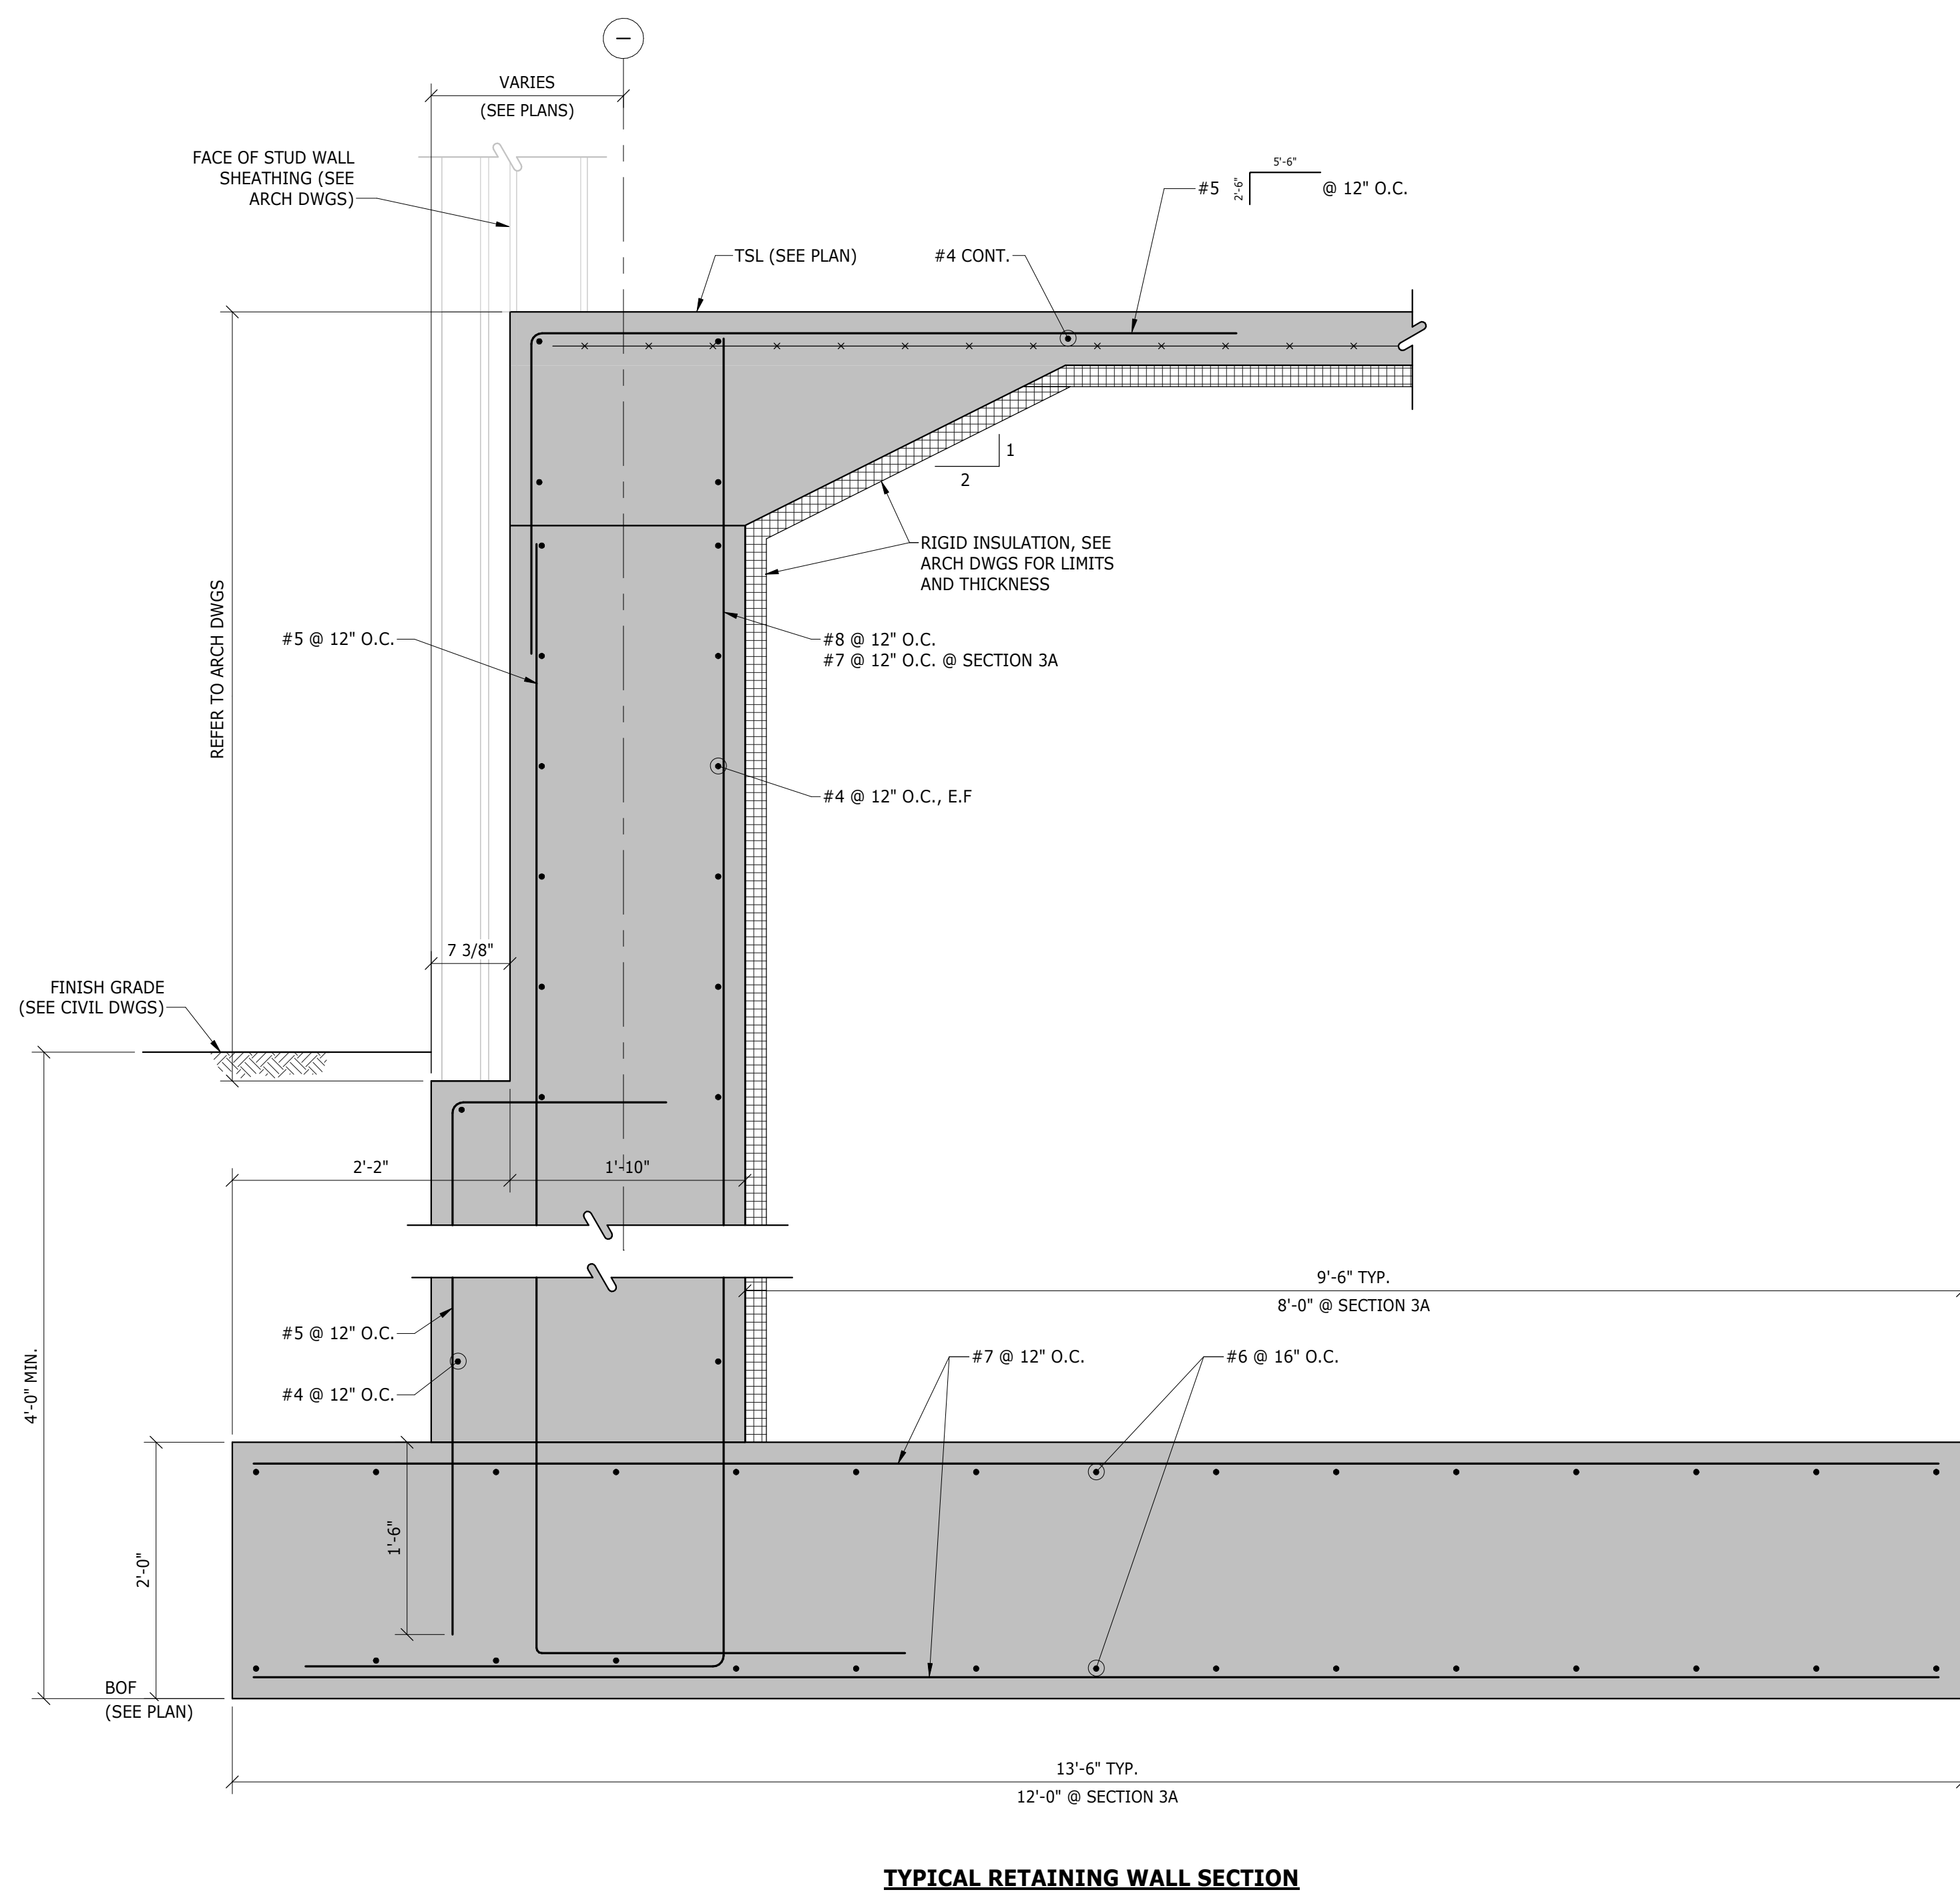 VARIES
(SEE PLANS)
FACE OF STUD WALL
SHEATHING (SEE
ARCH DWGS)
5'-6"
2'-6"
#5
@ 12" O.C.
TSL (SEE PLAN)
#4 CONT.
1
2
RIGID INSULATION, SEE
ARCH DWGS FOR LIMITS
AND THICKNESS
REFER TO ARCH DWGS
#5 @ 12" O.C.
#8 @ 12" O.C.
#7 @ 12" O.C. @ SECTION 3A
#4 @ 12" O.C., E.F
7 3/8"
FINISH GRADE
(SEE CIVIL DWGS)
2'-2"
1'-10"
9'-6" TYP.
8'-0" @ SECTION 3A
#5 @ 12" O.C.
#4 @ 12" O.C.
#7 @ 12" O.C.
#6 @ 16" O.C.
4'-0" MIN.
2'-0"
1'-6"
BOF
(SEE PLAN)
13'-6" TYP.
12'-0" @ SECTION 3A
TYPICAL RETAINING WALL SECTION